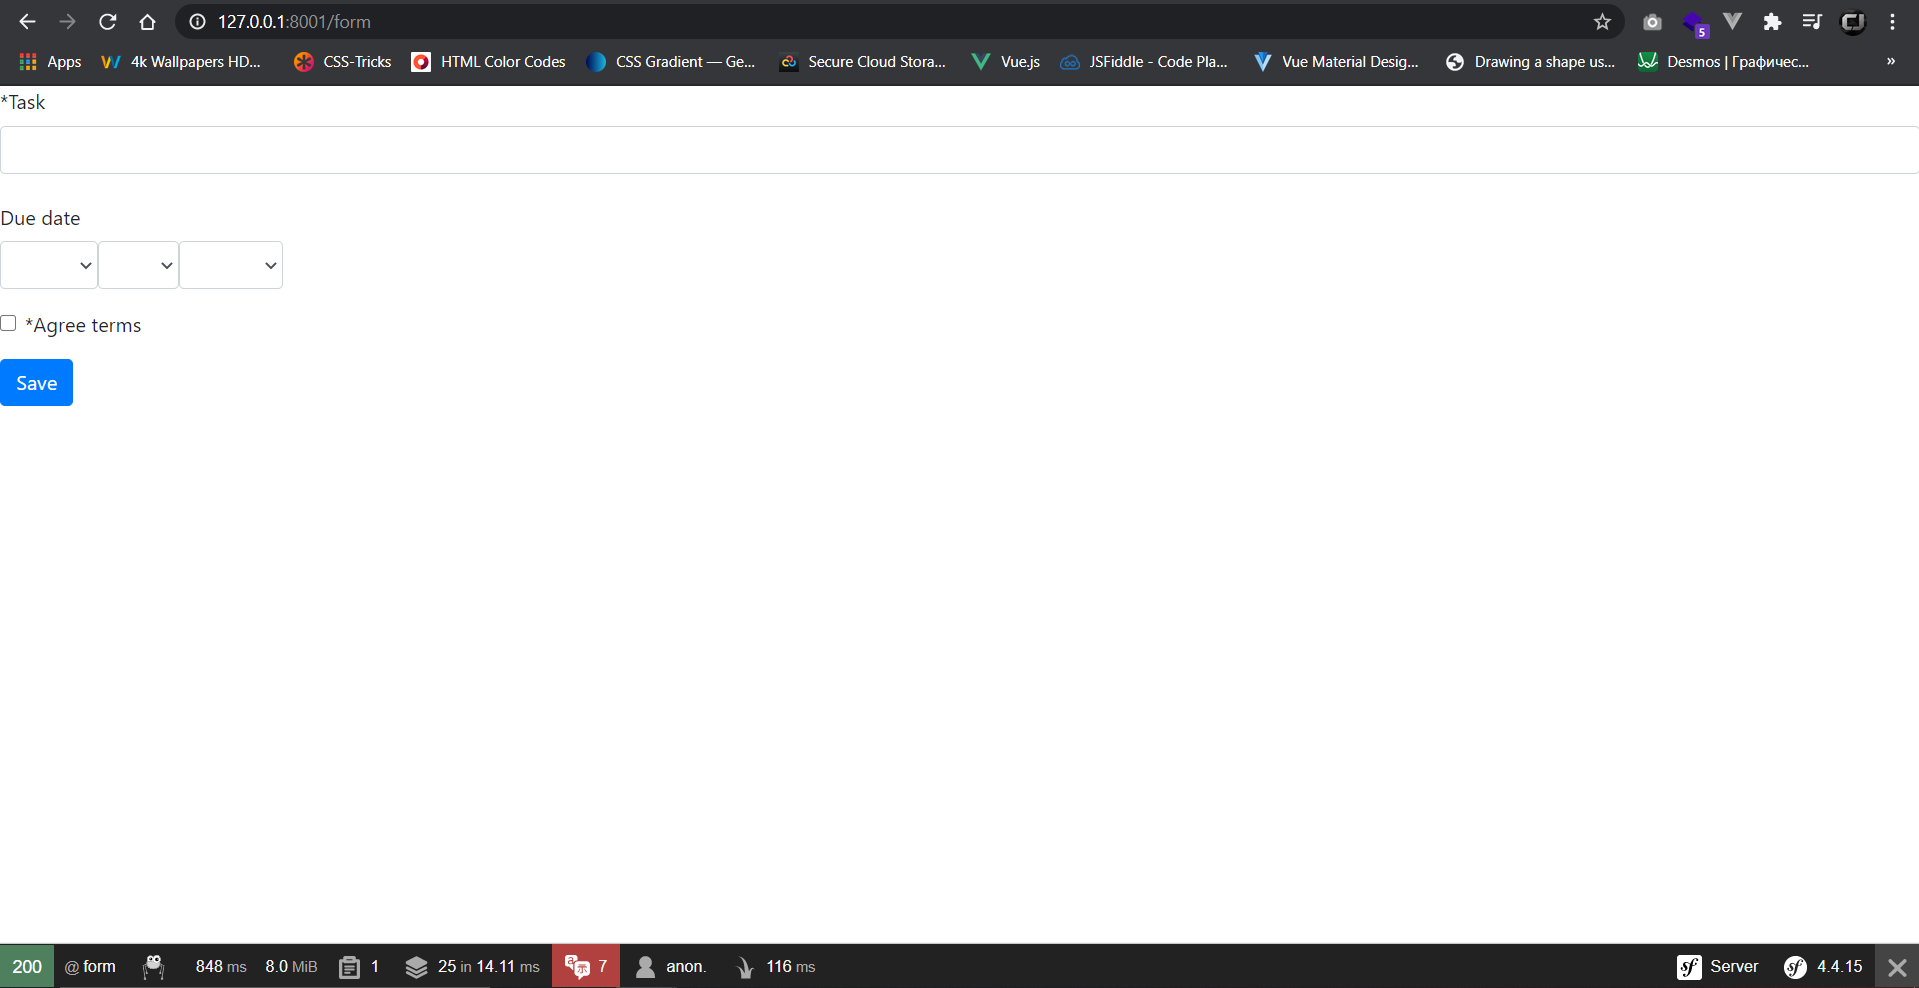 127.0.0.1:8001/form
5
Apps 4k Wallpapers HD... CSS-Tricks HTML Color Codes CSS Gradient — Ge... Secure Cloud Stora... Vue.js JSFiddle - Code Pla... Vue Material Desig... Drawing a shape us... Desmos | Графичес... »
*Task
Due date
*Agree terms
Save
200 @ form 848 ms 8.0 MiB 1 25 in 14.11 ms 7 anon. 116 ms sf Server sf 4.4.15